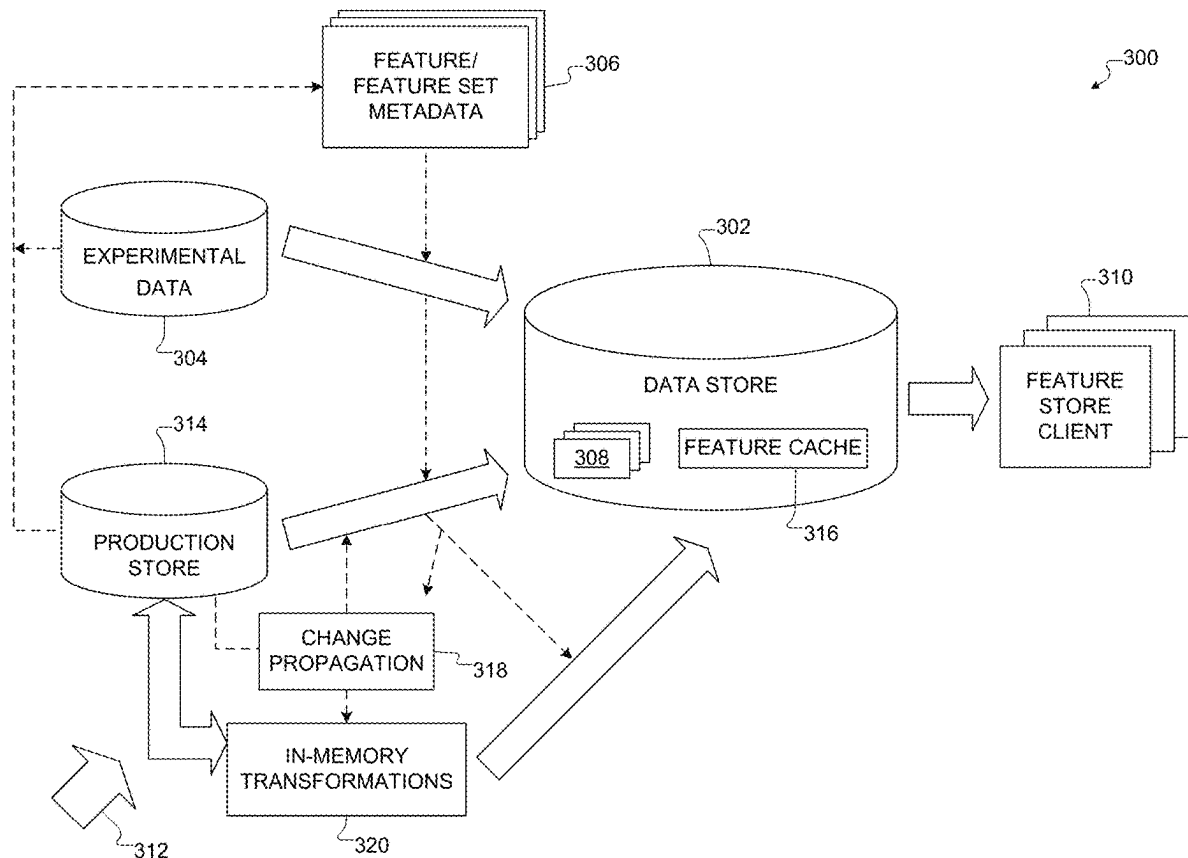 FEATURE/
FEATURE SET
METADATA
306
300
EXPERIMENTAL
DATA
304
302
DATA STORE
308
FEATURE CACHE
316
310
FEATURE
STORE
CLIENT
314
PRODUCTION
STORE
CHANGE
PROPAGATION
318
IN-MEMORY
TRANSFORMATIONS
320
312